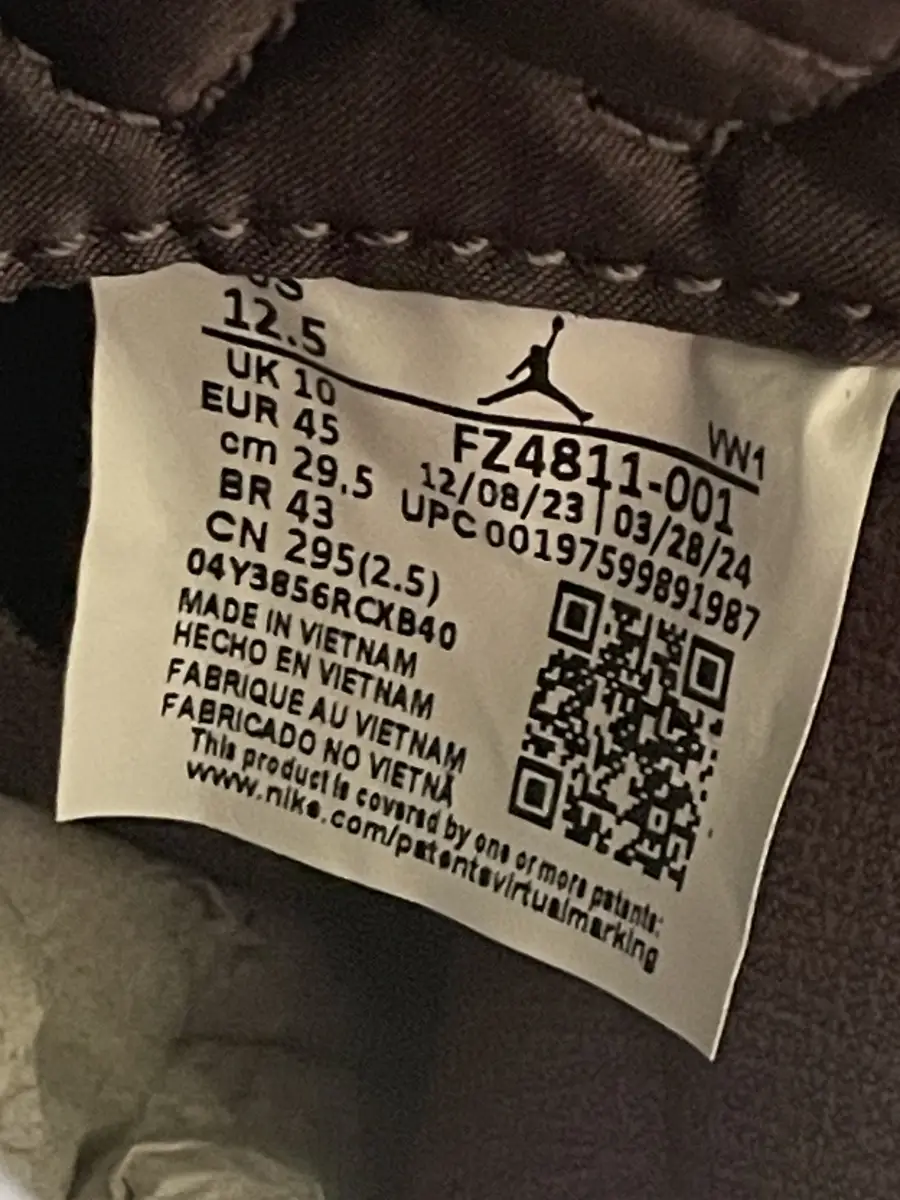 US
12.5
UK 10
EUR 45
cm 29.5
BR 43
CN 295(2.5)
04Y3856RCXB40
VW1
FZ4811-001
12/08/23 | 03/28/24
UPC 00197599891987
MADE IN VIETNAM
HECHO EN VIETNAM
FABRIQUE AU VIETNAM
FABRICADO NO VIETNÃ
This product is covered by one or more patents:
www.nike.com/patentsvirtualmarking